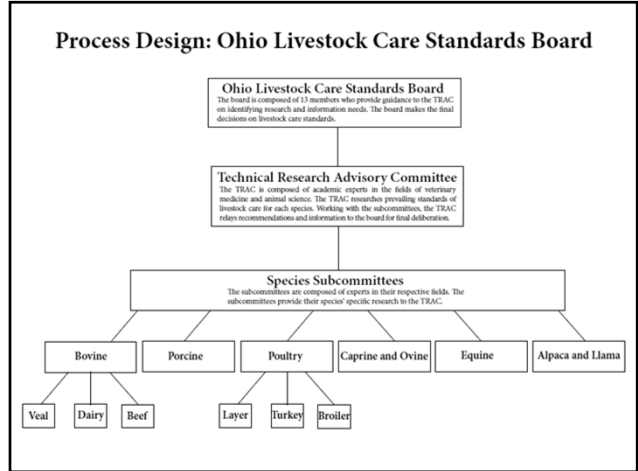 Process Design: Ohio Livestock Care Standards Board
Ohio Livestock Care Standards Board
The board is composed of 13 members who provide guidance to the TRAC
on identifying research and information needs. The board makes the final
decisions on livestock care standards.
Technical Research Advisory Committee
The TRAC is composed of academic experts in the fields of veterinary
medicine and animal science. The TRAC researches prevailing standards of
livestock care for each species. Working with the subcommittees, the TRAC
relays recommendations and information to the board for final deliberation.
Species Subcommittees
The subcommittees are composed of experts in their respective fields. The
subcommittees provide their species' specific research to the TRAC.
Bovine
Porcine
Poultry
Caprine and Ovine
Equine
Alpaca and Llama
Veal
Dairy
Beef
Layer
Turkey
Broiler